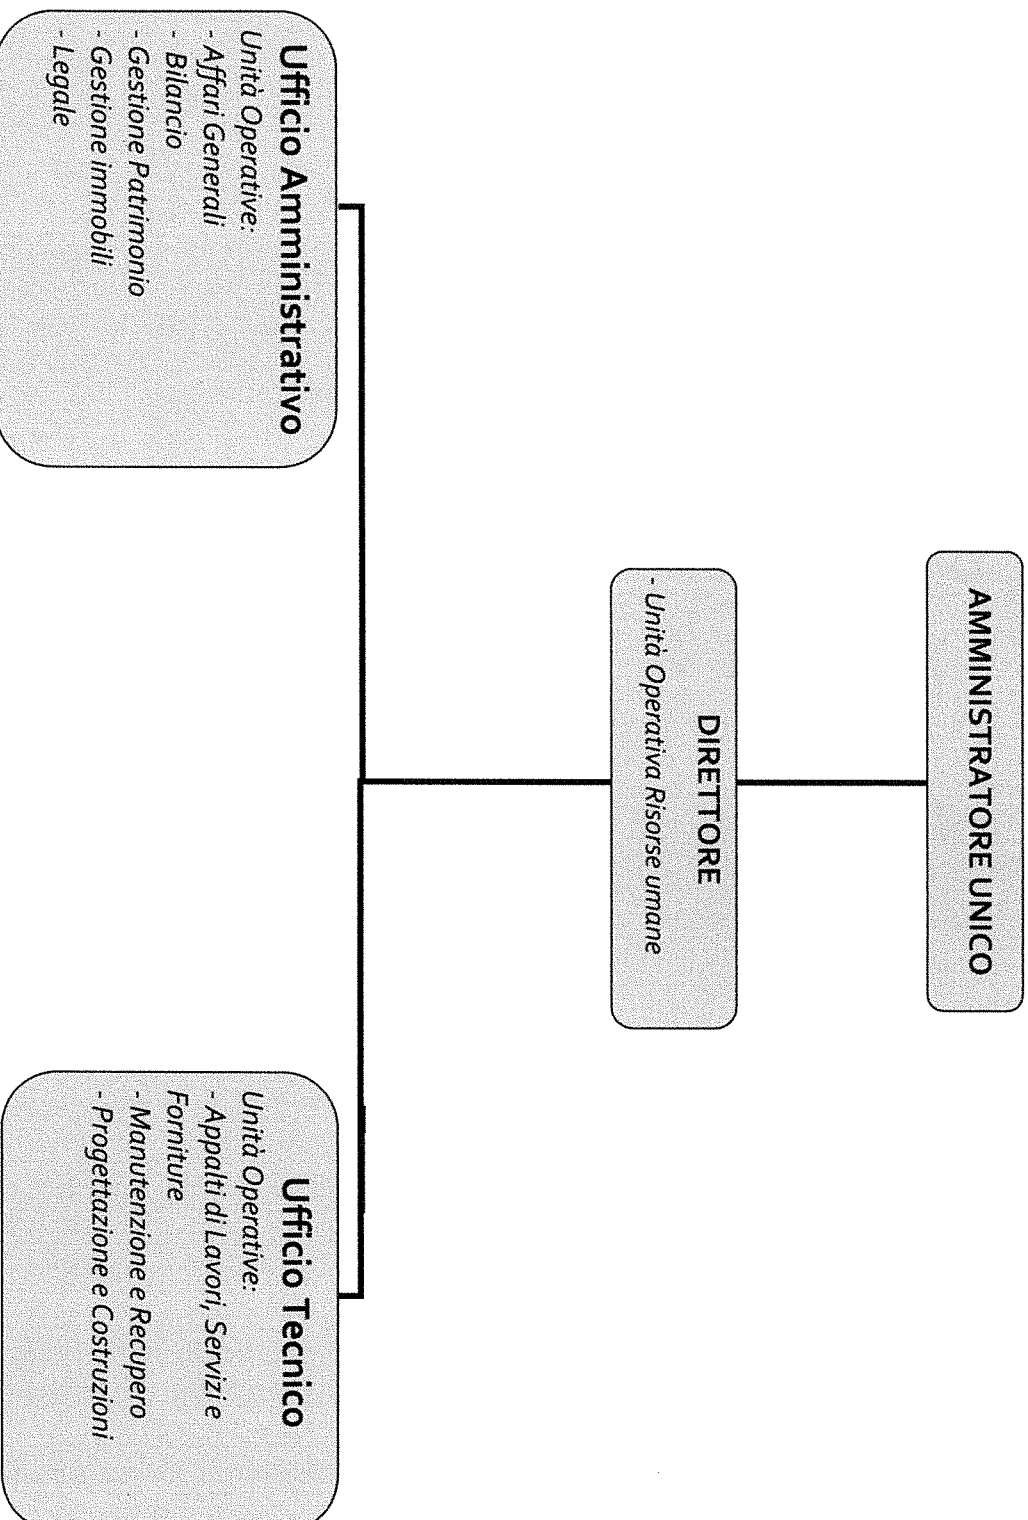 AMMINISTRATORE UNICO
DIRETTORE
- Unità Operativa Risorse umane
Ufficio Amministrativo
Unità Operative:
- Affari Generali
- Bilancio
- Gestione Patrimonio
- Gestione immobili
- Legale
Ufficio Tecnico
Unità Operative:
- Appalti di Lavori, Servizi e
Forniture
- Manutenzione e Recupero
- Progettazione e Costruzioni